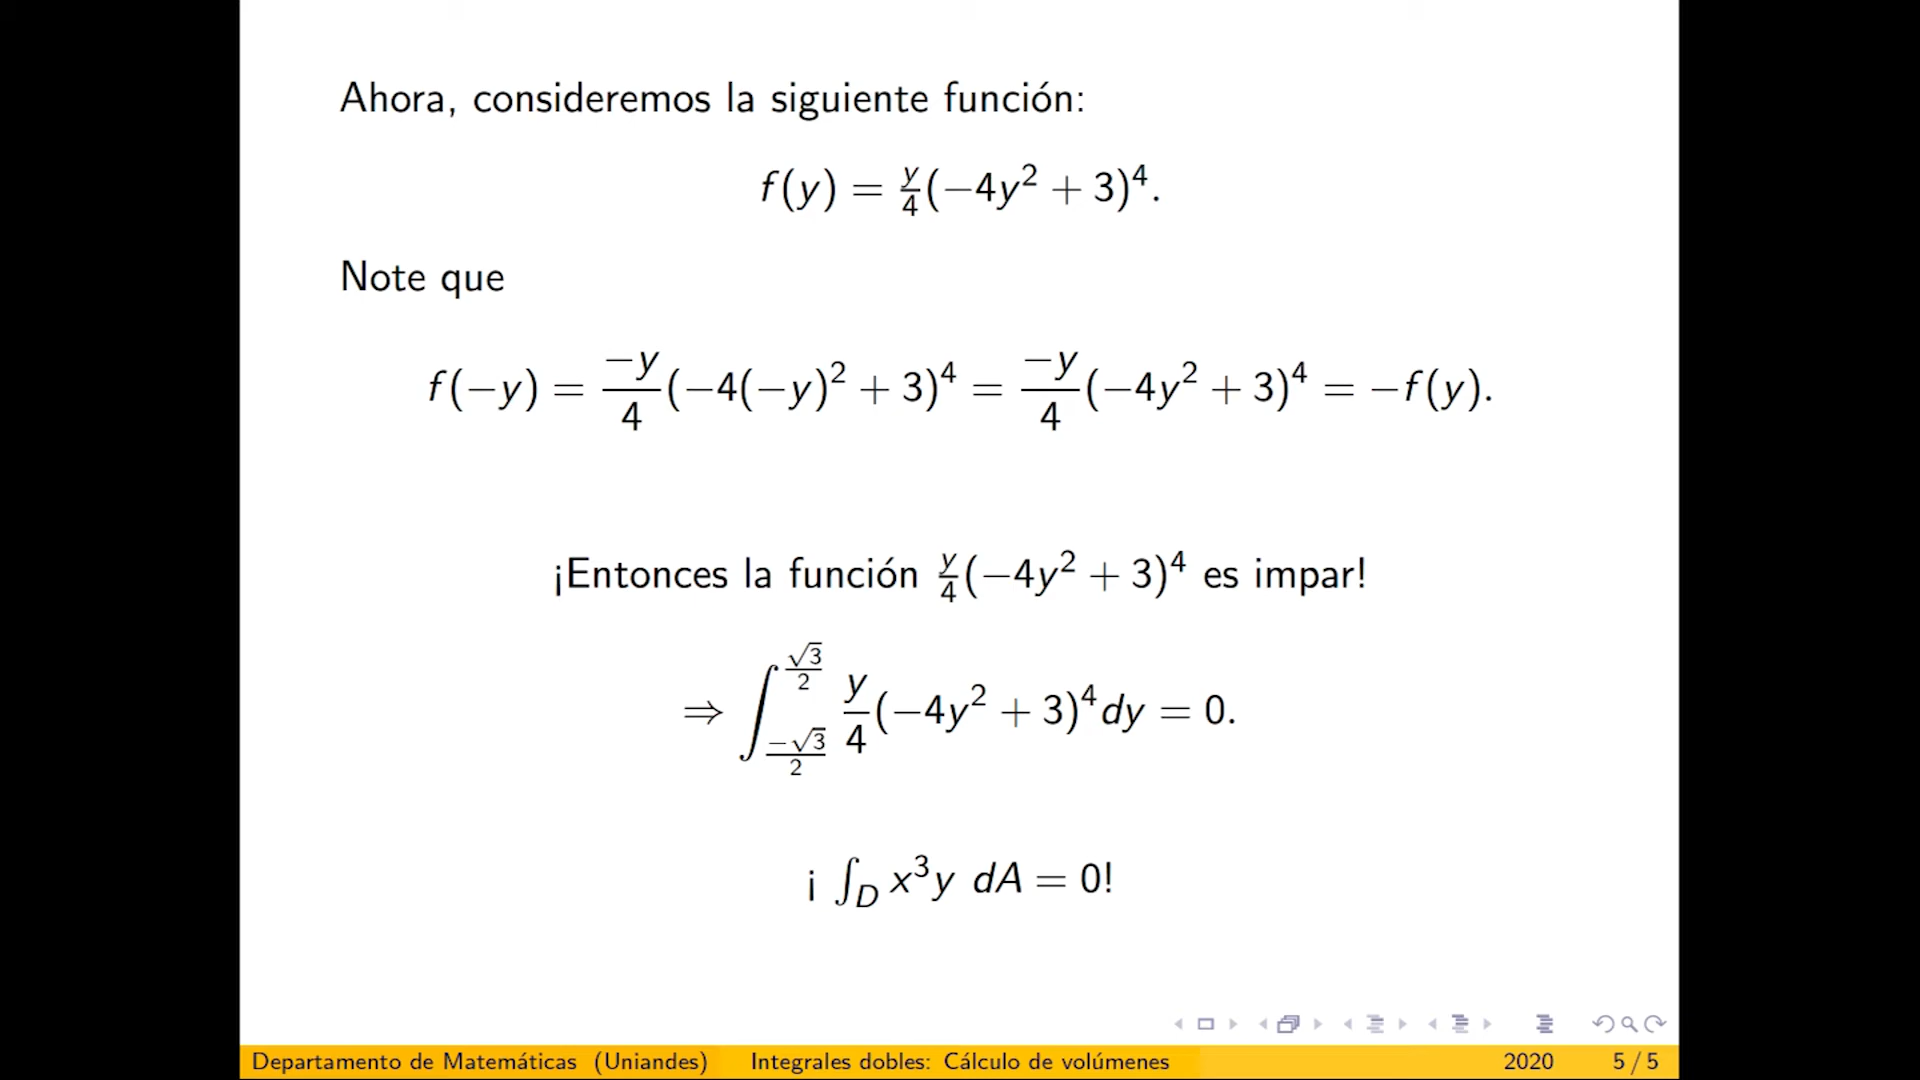 Ahora, consideremos la siguiente función:
f(y) = y/4(−4y² + 3)⁴.
Note que
f(−y) = −y/4(−4(−y)² + 3)⁴ = −y/4(−4y² + 3)⁴ = −f(y).
¡Entonces la función y/4(−4y² + 3)⁴ es impar!
⇒ ∫_{−√3/2}^{√3/2} y/4(−4y² + 3)⁴dy = 0.
¡ ∫_D x³y dA = 0!
Departamento de Matemáticas (Uniandes) Integrales dobles: Cálculo de volúmenes 2020 5 / 5